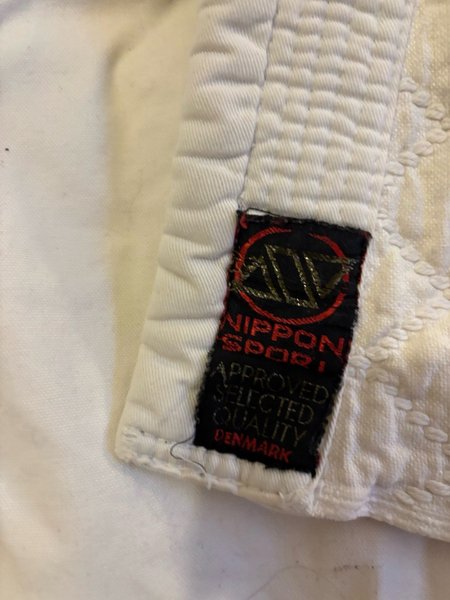 NIPPON
SPORT
APPROVED
SELECTED
QUALITY
DENMARK